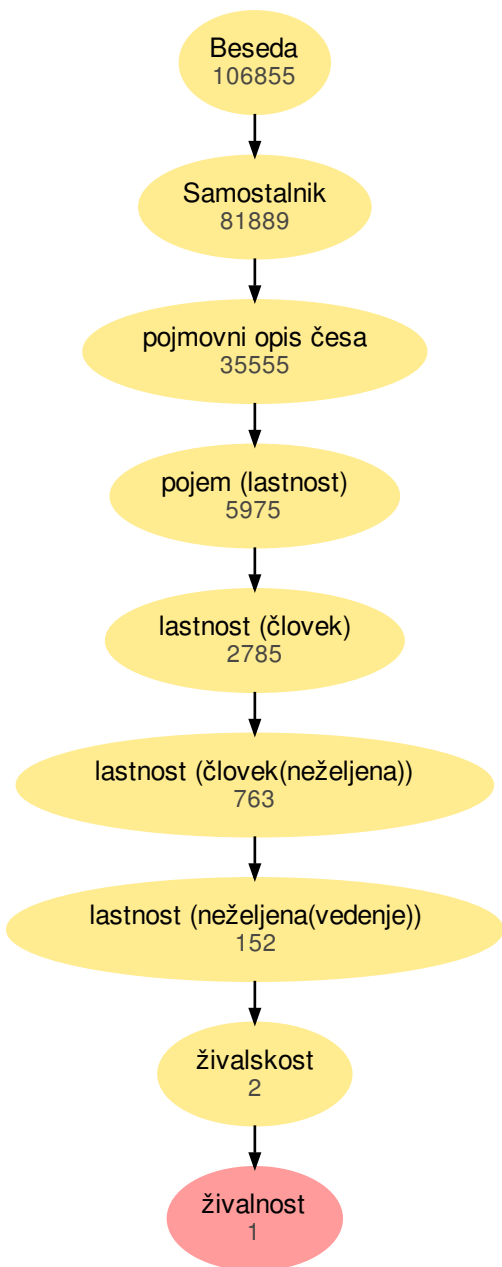 Beseda
106855
Samostalnik
81889
pojmovni opis česa
35555
pojem (lastnost)
5975
lastnost (človek)
2785
lastnost (človek(neželjena))
763
lastnost (neželjena(vedenje))
152
živalskost
2
živalnost
1